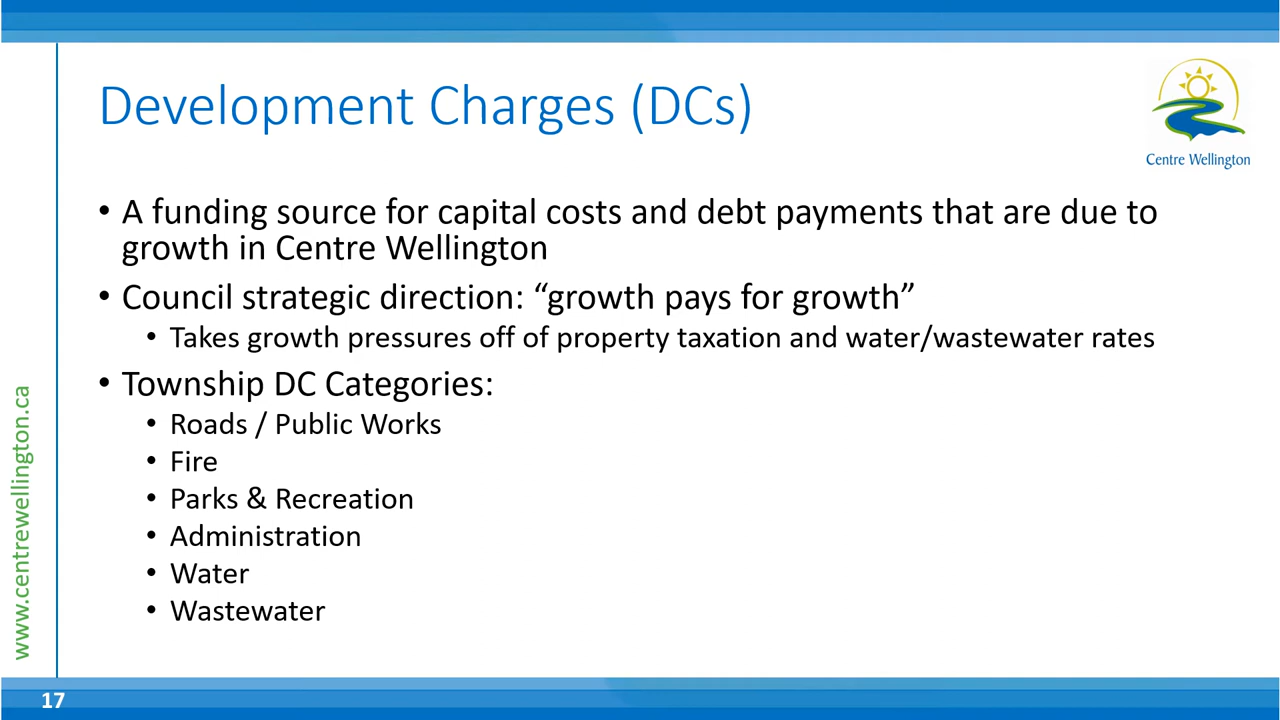 Development Charges (DCs)
Centre Wellington
• A funding source for capital costs and debt payments that are due to
growth in Centre Wellington
• Council strategic direction: “growth pays for growth”
• Takes growth pressures off of property taxation and water/wastewater rates
• Township DC Categories:
• Roads / Public Works
• Fire
• Parks & Recreation
• Administration
• Water
• Wastewater
www.centrewellington.ca
17